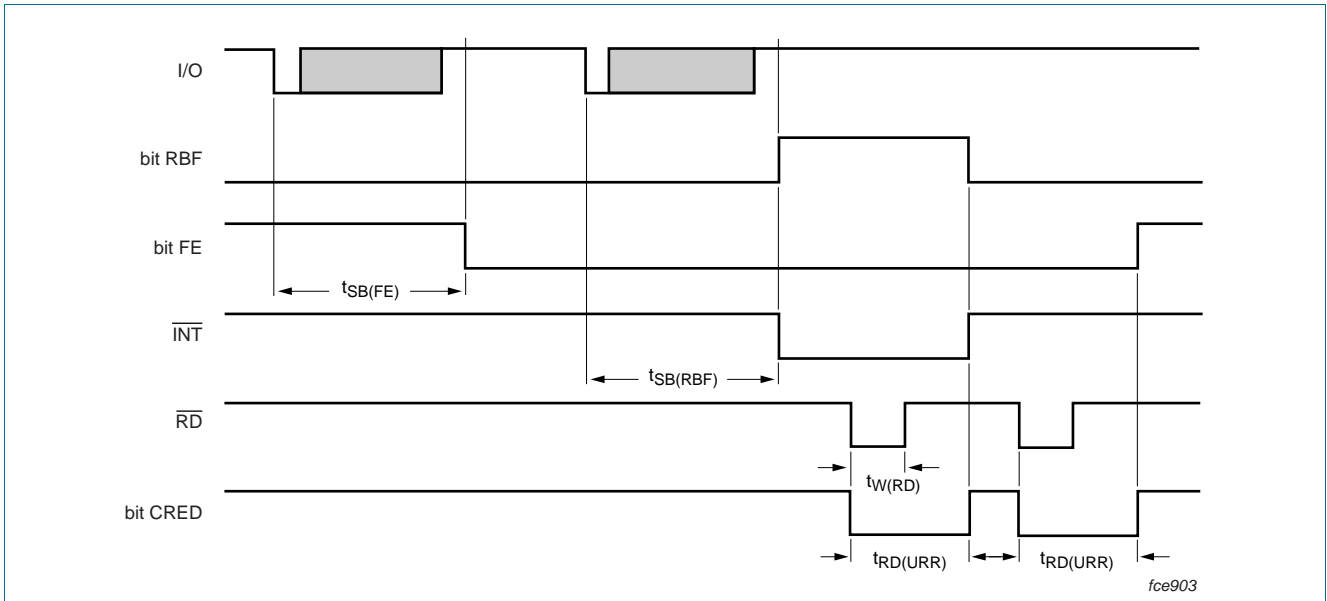 I/O
bit RBF
bit FE
tSB(FE)
INT
tSB(RBF)
RD
tW(RD)
bit CRED
tRD(URR) tRD(URR)
fce903